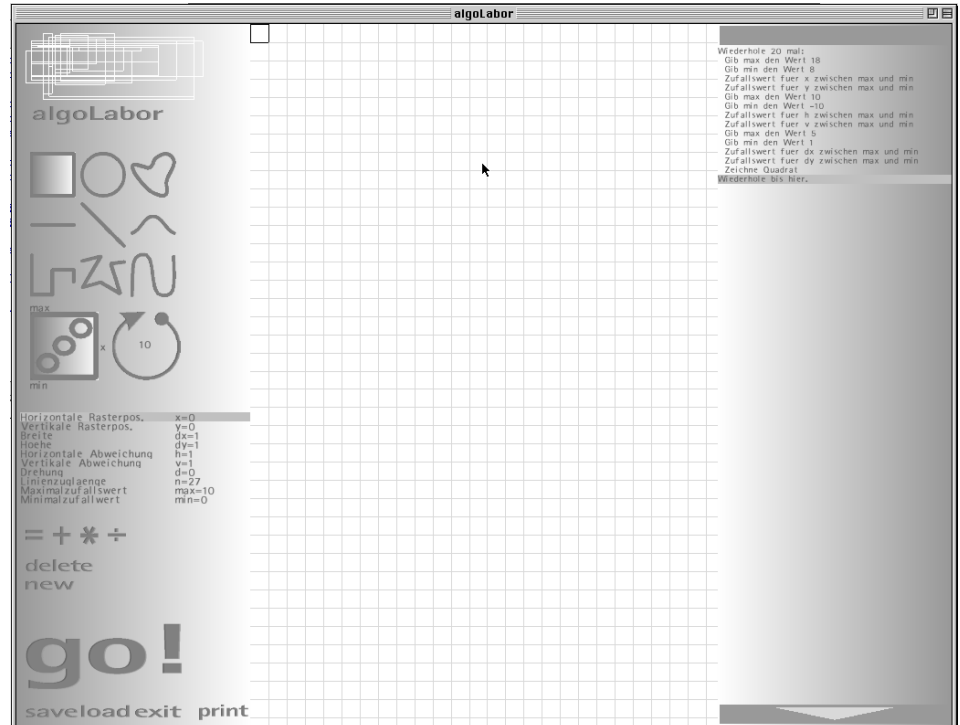 algoLabor
algoLabor
max
x
10
min
Horizontale Rasterpos. x=0
Vertikale Rasterpos. y=0
Breite dx=1
Hoehe dy=1
Horizontale Abweichung h=1
Vertikale Abweichung v=1
Drehung d=0
Linienzuglaenge n=27
Maximalzufallswert max=10
Minimalzufallwert min=0
= + * ÷
delete
new
go!
save load exit print
Wiederhole 20 mal:
Gib max den Wert 18
Gib min den Wert 8
Zufallswert fuer x zwischen max und min
Zufallswert fuer y zwischen max und min
Gib max den Wert 10
Gib min den Wert -10
Zufallswert fuer h zwischen max und min
Zufallswert fuer v zwischen max und min
Gib max den Wert 5
Gib min den Wert 1
Zufallswert fuer dx zwischen max und min
Zufallswert fuer dy zwischen max und min
Zeichne Quadrat
Wiederhole bis hier.